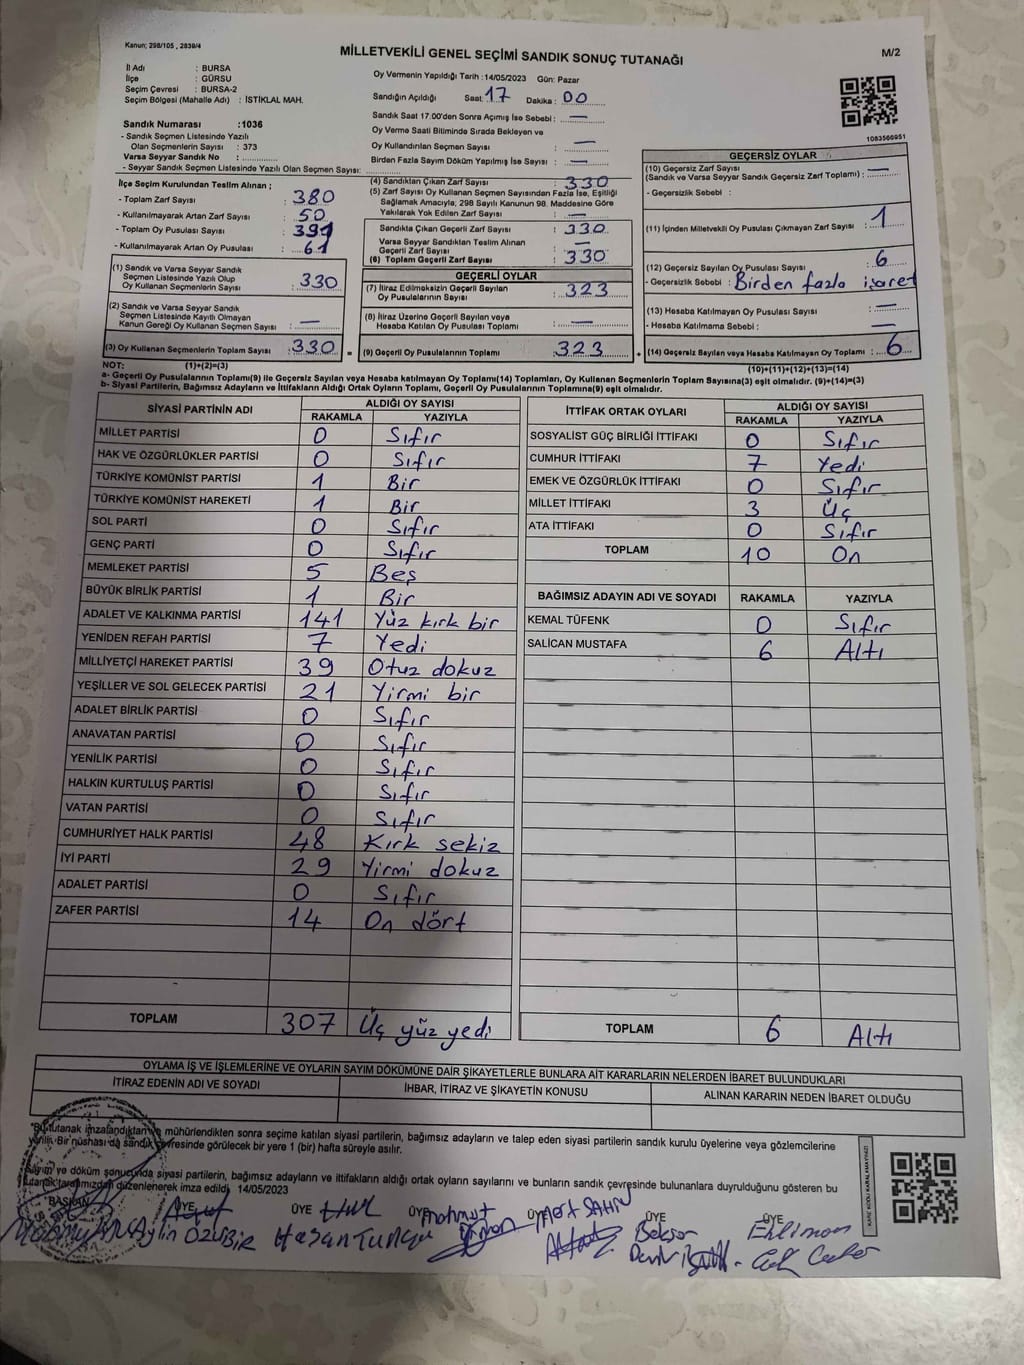 Kanun; 298/105 , 2839/4
MİLLETVEKİLİ GENEL SEÇİMİ SANDIK SONUÇ TUTANAĞI
M/2
İl Adı : BURSA
İlçe : GÜRSU
Seçim Çevresi : BURSA-2
Seçim Bölgesi (Mahalle Adı) : İSTİKLAL MAH.
Oy Vermenin Yapıldığı Tarih :14/05/2023 Gün: Pazar
Sandığın Açıldığı Saat: 17 Dakika : 00
Sandık Saat 17:00'den Sonra Açılmış İse Sebebi : —
Oy Verme Saati Bitiminde Sırada Bekleyen ve
Oy Kullandırılan Seçmen Sayısı : —
Birden Fazla Sayım Döküm Yapılmış İse Sayısı : —
1083566951
Sandık Numarası :1036
- Sandık Seçmen Listesinde Yazılı
Olan Seçmenlerin Sayısı : 373
Varsa Seyyar Sandık No :
- Seyyar Sandık Seçmen Listesinde Yazılı Olan Seçmen Sayısı:
İlçe Seçim Kurulundan Teslim Alınan ;
- Toplam Zarf Sayısı : 380
- Kullanılmayarak Artan Zarf Sayısı : 50
- Toplam Oy Pusulası Sayısı : 391
- Kullanılmayarak Artan Oy Pusulası : 61
(1) Sandık ve Varsa Seyyar Sandık
Seçmen Listesinde Yazılı Olup
Oy Kullanan Seçmenlerin Sayısı : 330
(2) Sandık ve Varsa Seyyar Sandık
Seçmen Listesinde Kayıtlı Olmayan
Kanun Gereği Oy Kullanan Seçmen Sayısı : —
(3) Oy Kullanan Seçmenlerin Toplam Sayısı : 330 =
(4) Sandıktan Çıkan Zarf Sayısı : 330
(5) Zarf Sayısı Oy Kullanan Seçmen Sayısından Fazla İse, Eşitliği
Sağlamak Amacıyla; 298 Sayılı Kanunun 98. Maddesine Göre
Yakılarak Yok Edilen Zarf Sayısı : —
Sandıkta Çıkan Geçerli Zarf Sayısı : 330
Varsa Seyyar Sandıktan Teslim Alınan
Geçerli Zarf Sayısı : —
(6) Toplam Geçerli Zarf Sayısı : 330
GEÇERLİ OYLAR
(7) İtiraz Edilmeksizin Geçerli Sayılan
Oy Pusulalarının Sayısı : 323
(8) İtiraz Üzerine Geçerli Sayılan veya
Hesaba Katılan Oy Pusulası Toplamı : —
(9) Geçerli Oy Pusulalarının Toplamı : 323 +
GEÇERSİZ OYLAR
(10) Geçersiz Zarf Sayısı
(Sandık ve Varsa Seyyar Sandık Geçersiz Zarf Toplamı) : —
- Geçersizlik Sebebi :
(11) İçinden Milletvekili Oy Pusulası Çıkmayan Zarf Sayısı : 1
(12) Geçersiz Sayılan Oy Pusulası Sayısı : 6
- Geçersizlik Sebebi : Birden fazla işaret
(13) Hesaba Katılmayan Oy Pusulası Sayısı : —
- Hesaba Katılmama Sebebi : —
(14) Geçersiz Sayılan veya Hesaba Katılmayan Oy Toplamı : 6
NOT: (1)+(2)=(3) (10)+(11)+(12)+(13)=(14)
a- Geçerli Oy Pusulalarının Toplamı(9) ile Geçersiz Sayılan veya Hesaba katılmayan Oy Toplamı(14) Toplamları, Oy Kullanan Seçmenlerin Toplam Sayısına(3) eşit olmalıdır. (9)+(14)=(3)
b- Siyasi Partilerin, Bağımsız Adayların ve İttifakların Aldığı Ortak Oyların Toplamı, Geçerli Oy Pusulalarının Toplamına(9) eşit olmalıdır.
SİYASİ PARTİNİN ADI ALDIĞI OY SAYISI
RAKAMLA YAZIYLA
MİLLET PARTİSİ 0 Sıfır
HAK VE ÖZGÜRLÜKLER PARTİSİ 0 Sıfır
TÜRKİYE KOMÜNİST PARTİSİ 1 Bir
TÜRKİYE KOMÜNİST HAREKETİ 1 Bir
SOL PARTİ 0 Sıfır
GENÇ PARTİ 0 Sıfır
MEMLEKET PARTİSİ 5 Beş
BÜYÜK BİRLİK PARTİSİ 1 Bir
ADALET VE KALKINMA PARTİSİ 141 Yüz kırk bir
YENİDEN REFAH PARTİSİ 7 Yedi
MİLLİYETÇİ HAREKET PARTİSİ 39 Otuz dokuz
YEŞİLLER VE SOL GELECEK PARTİSİ 21 Yirmi bir
ADALET BİRLİK PARTİSİ 0 Sıfır
ANAVATAN PARTİSİ 0 Sıfır
YENİLİK PARTİSİ 0 Sıfır
HALKIN KURTULUŞ PARTİSİ 0 Sıfır
VATAN PARTİSİ 0 Sıfır
CUMHURİYET HALK PARTİSİ 48 Kırk sekiz
İYİ PARTİ 29 Yirmi dokuz
ADALET PARTİSİ 0 Sıfır
ZAFER PARTİSİ 14 On dört
TOPLAM 307 Üç yüz yedi
İTTİFAK ORTAK OYLARI ALDIĞI OY SAYISI
RAKAMLA YAZIYLA
SOSYALİST GÜÇ BİRLİĞİ İTTİFAKI 0 Sıfır
CUMHUR İTTİFAKI 7 Yedi
EMEK VE ÖZGÜRLÜK İTTİFAKI 0 Sıfır
MİLLET İTTİFAKI 3 Üç
ATA İTTİFAKI 0 Sıfır
TOPLAM 10 On
BAĞIMSIZ ADAYIN ADI VE SOYADI RAKAMLA YAZIYLA
KEMAL TÜFENK 0 Sıfır
SALİCAN MUSTAFA 6 Altı
TOPLAM 6 Altı
OYLAMA İŞ VE İŞLEMLERİNE VE OYLARIN SAYIM DÖKÜMÜNE DAİR ŞİKAYETLERLE BUNLARA AİT KARARLARIN NELERDEN İBARET BULUNDUKLARI
İTİRAZ EDENİN ADI VE SOYADI İHBAR, İTİRAZ VE ŞİKAYETİN KONUSU ALINAN KARARIN NEDEN İBARET OLDUĞU
Bu tutanak imzalandıktan ve mühürlendikten sonra seçime katılan siyasi partilerin, bağımsız adayların ve talep eden siyasi partilerin sandık kurulu üyelerine veya gözlemcilerine
verilir. Bir nüshası da sandık çevresinde görülecek bir yere 1 (bir) hafta süreyle asılır.
Sayım ve döküm sonucunda siyasi partilerin, bağımsız adayların ve ittifakların aldığı ortak oyların sayılarını ve bunların sandık çevresinde bulunanlara duyrulduğunu gösteren bu
tutanak tarafımızdan düzenlenerek imza edildi. 14/05/2023
BAŞKAN ÜYE ÜYE ÜYE ÜYE ÜYE ÜYE
Aylin ÖZUBİR Hasan Mahmut Mert ŞAHİN
KARE KODU KARALAMAYINIZ!